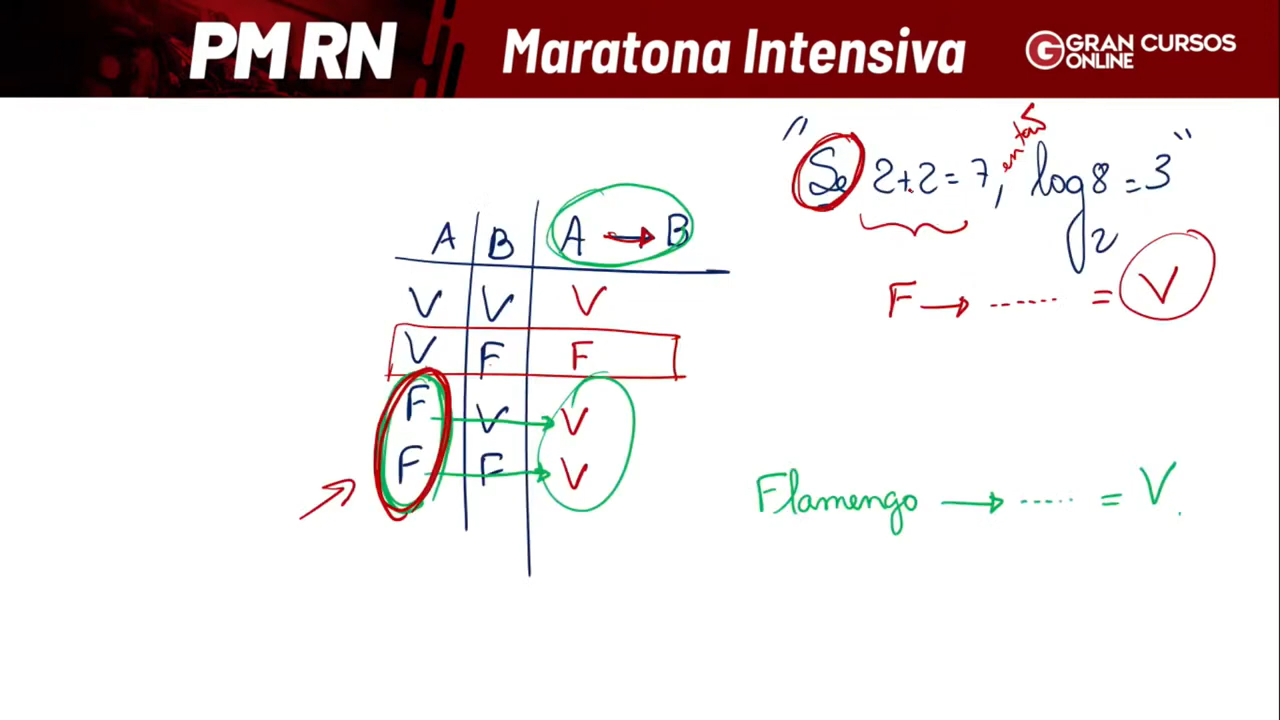 PM RN Maratona Intensiva GRAN CURSOS ONLINE
"Se 2+2=7, então log₂8=3"
F → ...... = V
A B A → B
V V V
V F F
F V V
F F V
Flamengo → ..... = V.